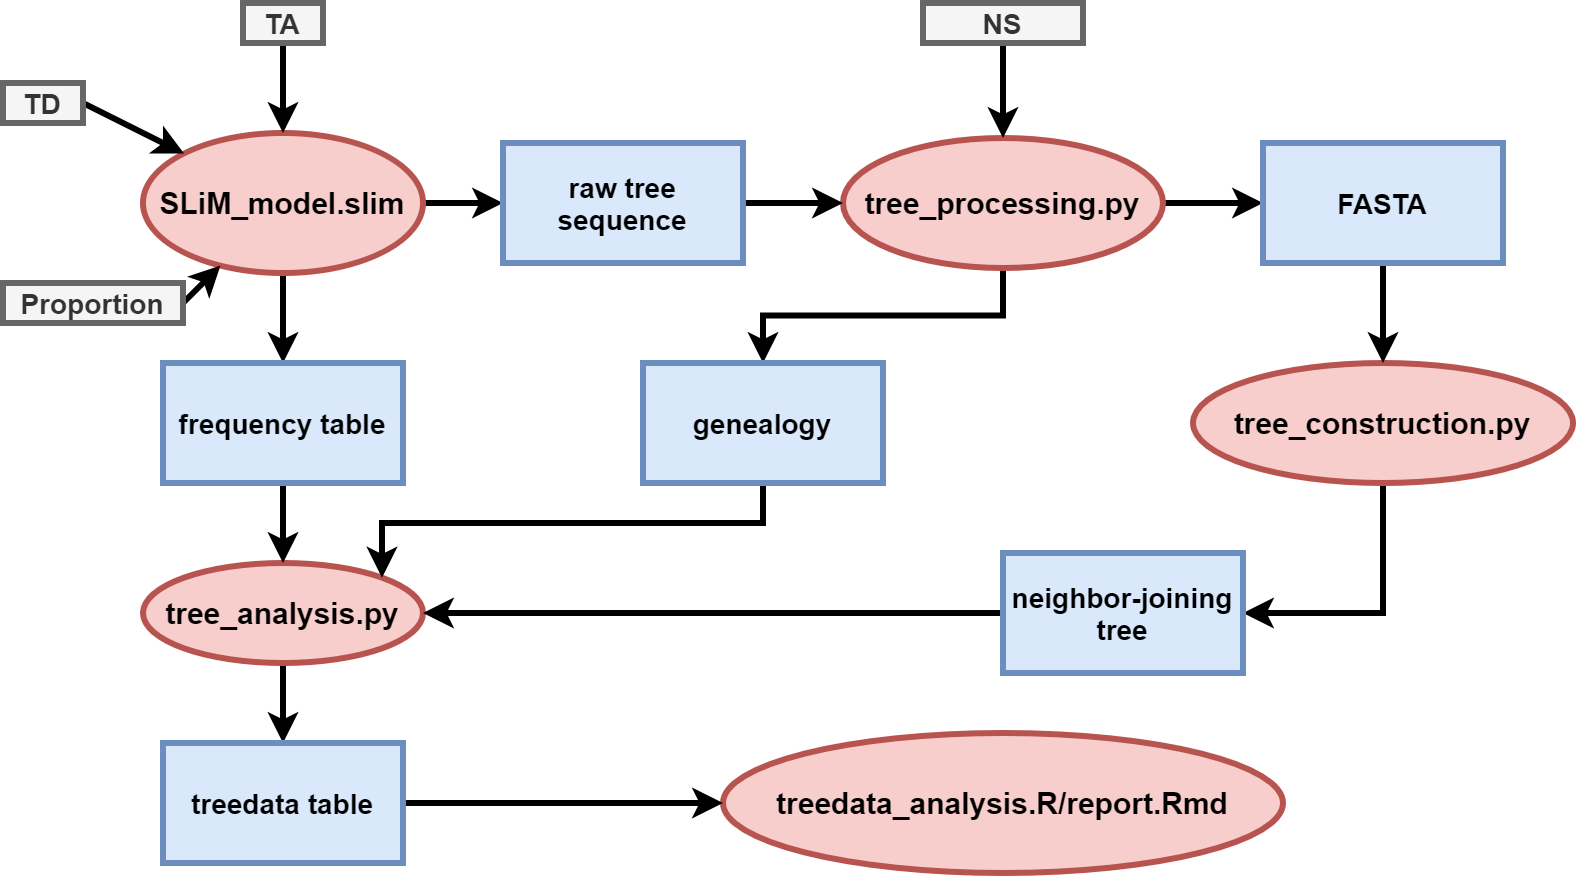 TA
NS
TD
SLiM_model.slim
raw tree
sequence
tree_processing.py
FASTA
Proportion
frequency table
genealogy
tree_construction.py
tree_analysis.py
neighbor-joining
tree
treedata table
treedata_analysis.R/report.Rmd